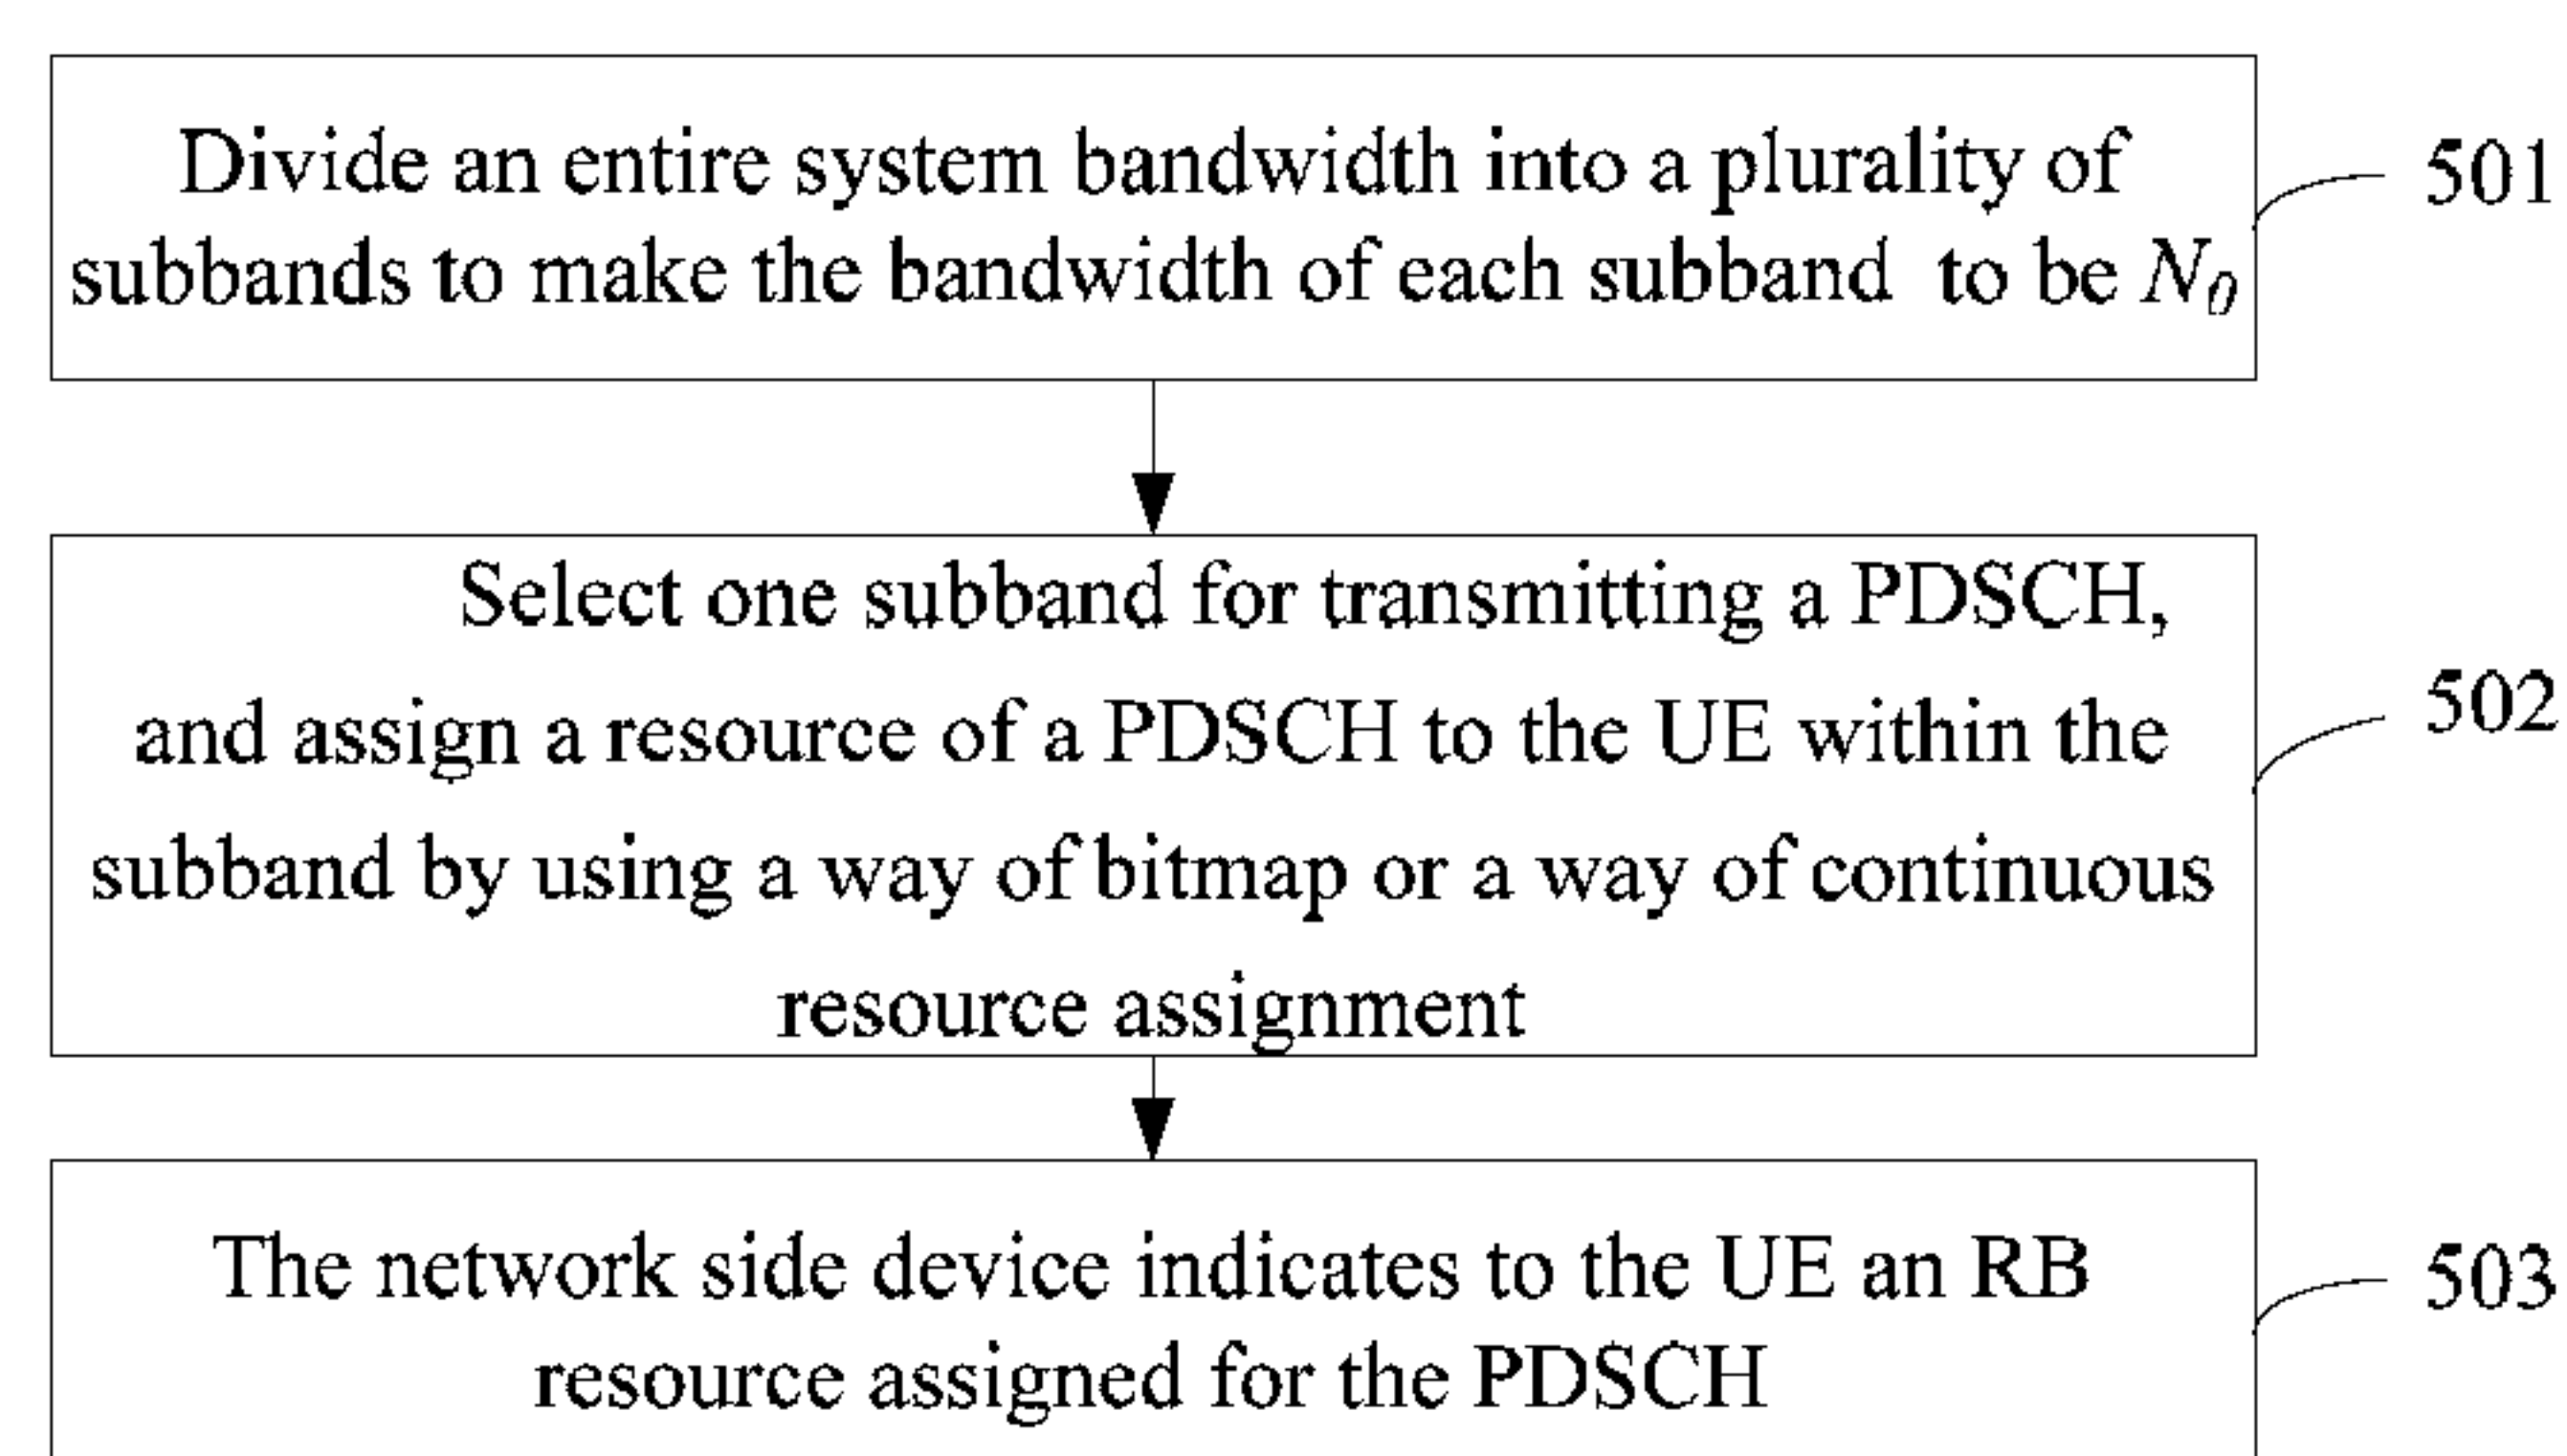 Divide an entire system bandwidth into a plurality of
subbands to make the bandwidth of each subband to be N0
501
Select one subband for transmitting a PDSCH,
and assign a resource of a PDSCH to the UE within the
subband by using a way of bitmap or a way of continuous
resource assignment
502
The network side device indicates to the UE an RB
resource assigned for the PDSCH
503